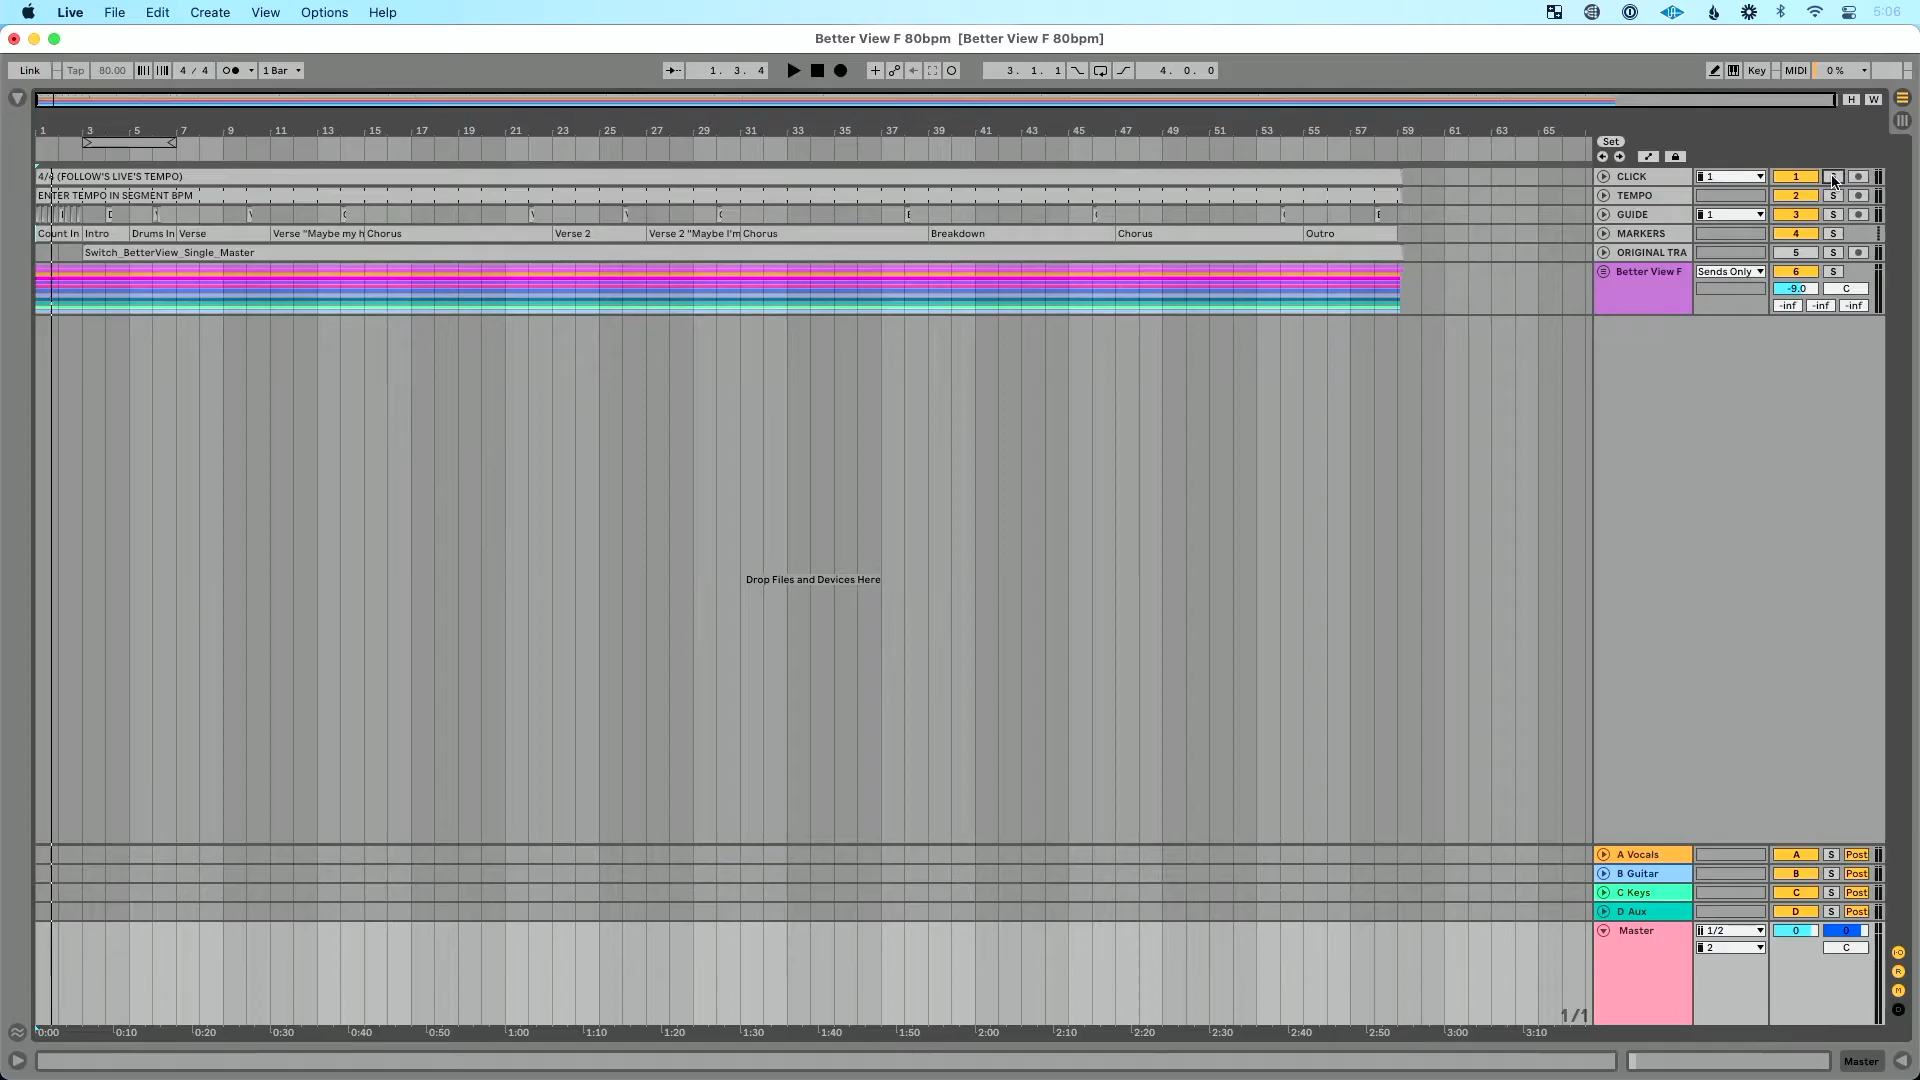 Live File Edit Create View Options Help 5:06
Better View F 80bpm [Better View F 80bpm]
Link Tap 80.00 4 / 4 1 Bar 1. 3. 4 3. 1. 1 4. 0. 0 Key MIDI 0 %
H W
1 3 5 7 9 11 13 15 17 19 21 23 25 27 29 31 33 35 37 39 41 43 45 47 49 51 53 55 57 59 61 63 65
Set
4/4 (FOLLOW'S LIVE'S TEMPO) CLICK 1 1
ENTER TEMPO IN SEGMENT BPM TEMPO 2 S
GUIDE 1 3 S
Count In Intro Drums In Verse Verse "Maybe my h Chorus Verse 2 Verse 2 "Maybe I'm Chorus Breakdown Chorus Outro MARKERS 4 S
Switch_BetterView_Single_Master ORIGINAL TRA 5 S
Better View F Sends Only 6 S
-9.0 C
-inf -inf -inf
Drop Files and Devices Here
A Vocals A S Post
B Guitar B S Post
C Keys C S Post
D Aux D S Post
Master 1/2 0 0
2 C
1/1
0:00 0:10 0:20 0:30 0:40 0:50 1:00 1:10 1:20 1:30 1:40 1:50 2:00 2:10 2:20 2:30 2:40 2:50 3:00 3:10
Master